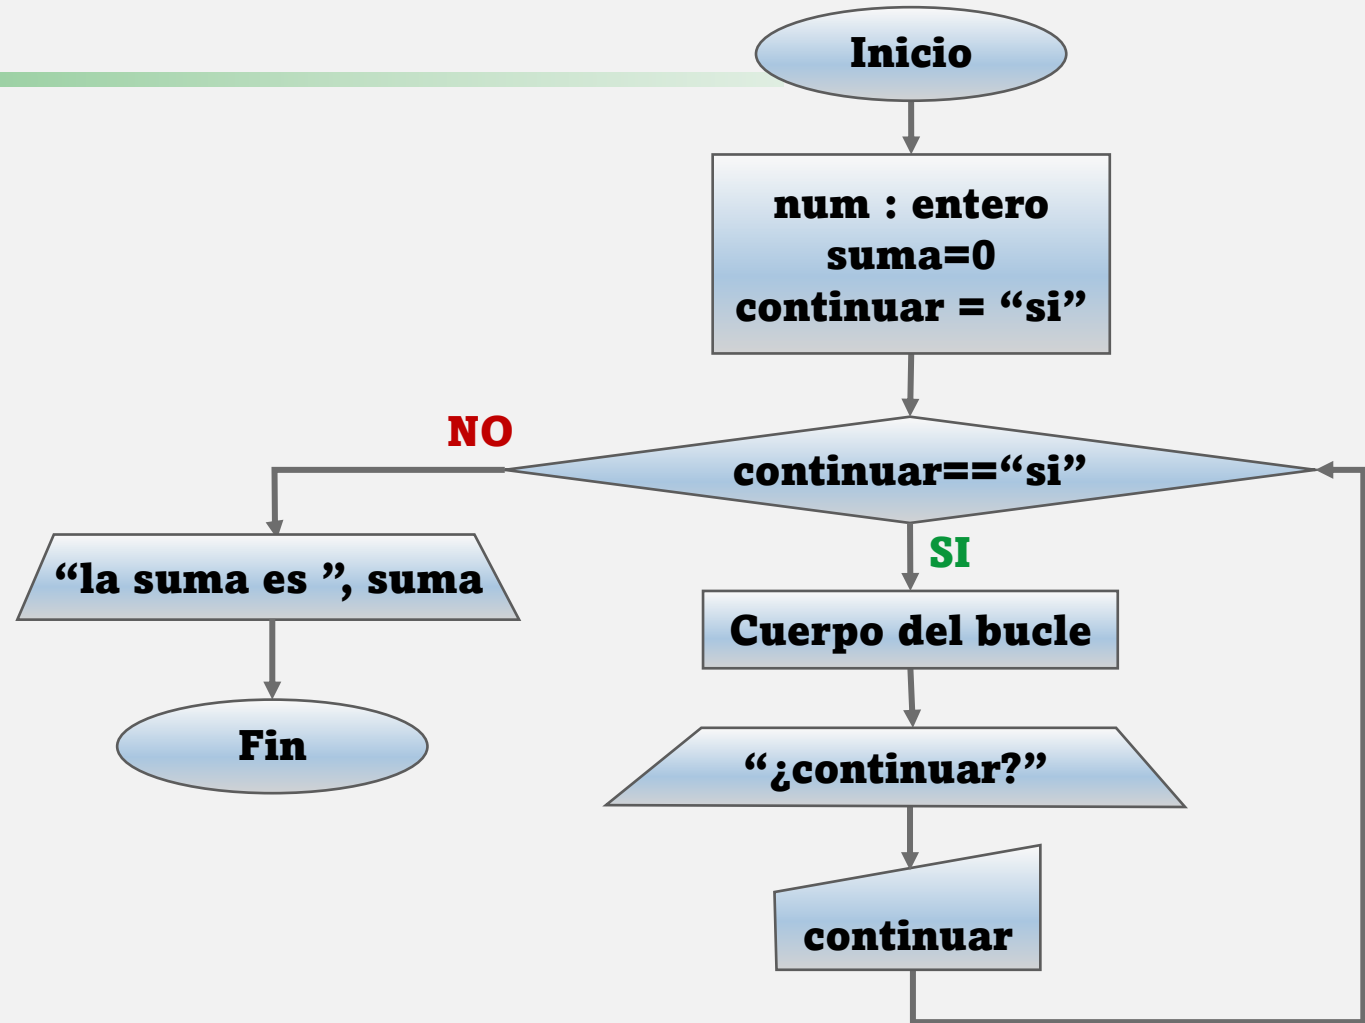 Inicio
num : entero
suma=0
continuar = “si”
NO
continuar==“si”
SI
“la suma es ”, suma
Cuerpo del bucle
Fin
“¿continuar?”
continuar